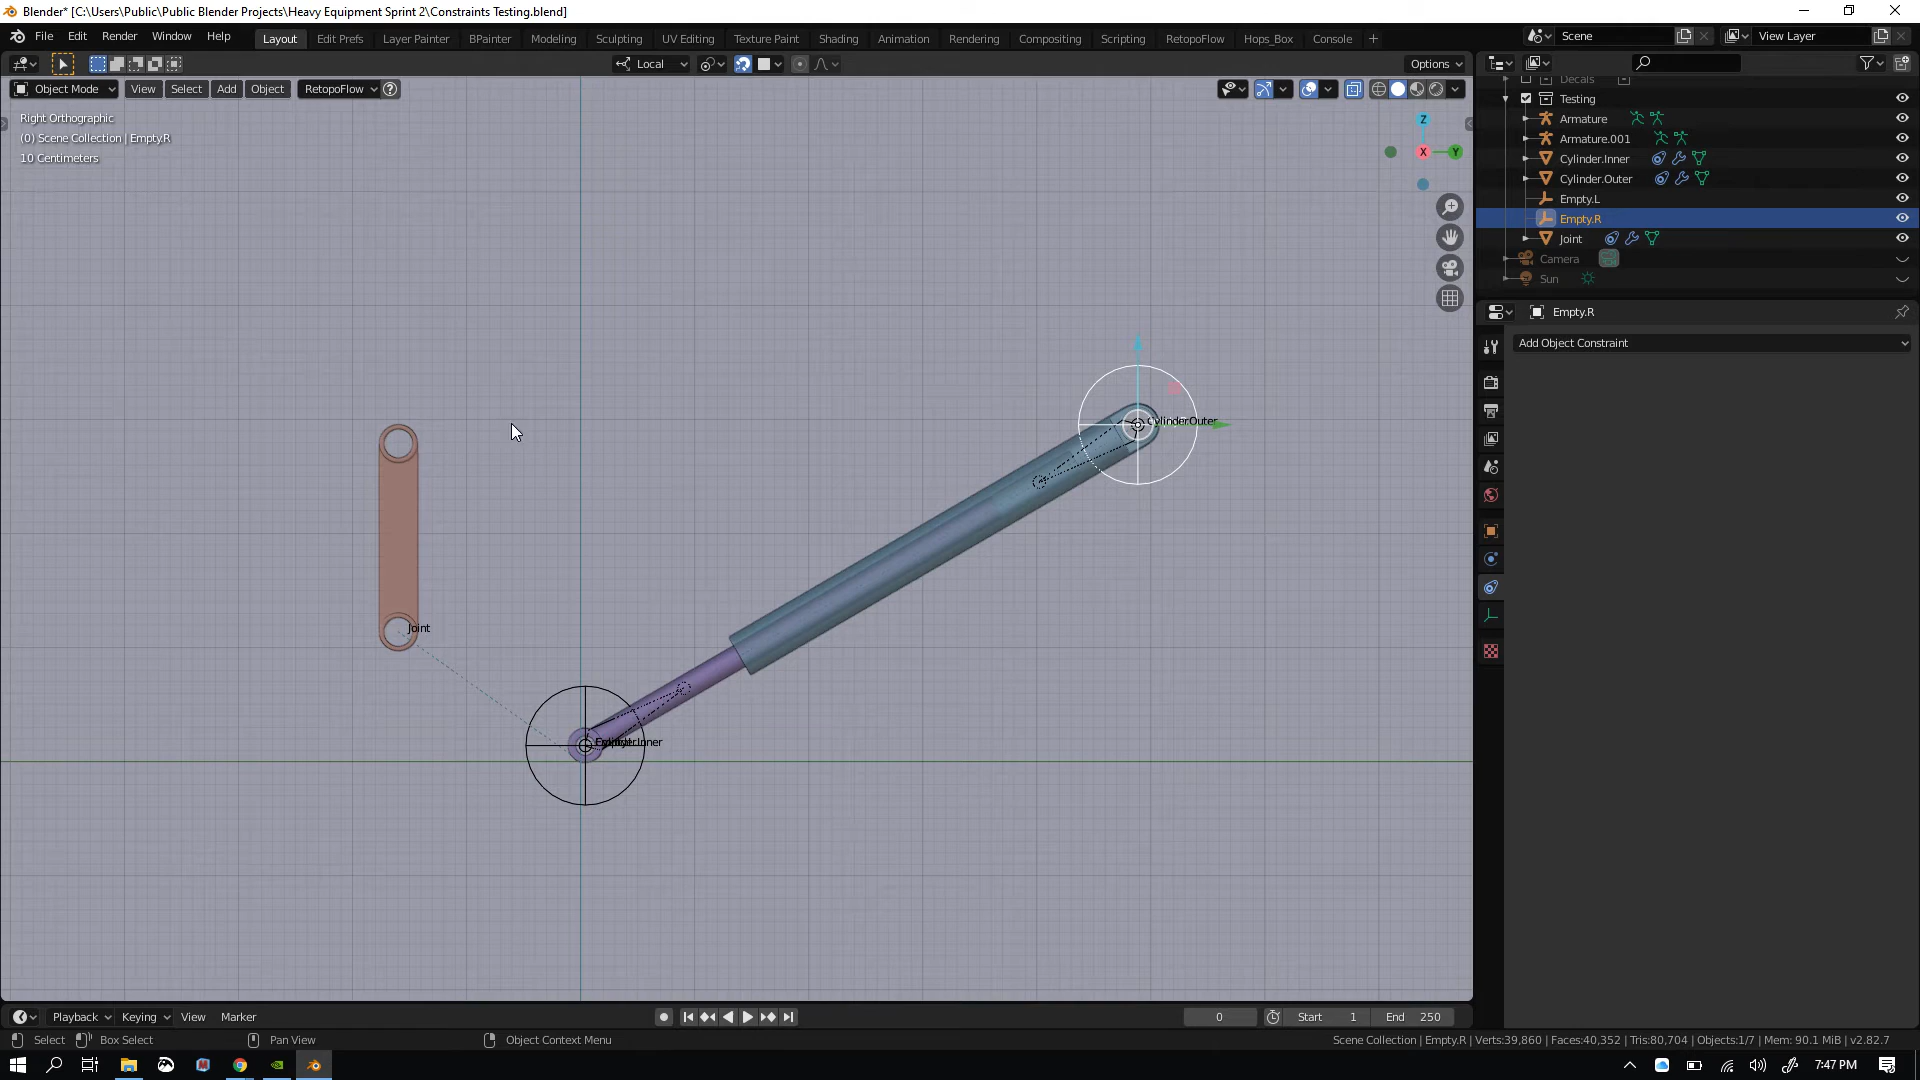 Blender* [C:\Users\Public\Public Blender Projects\Heavy Equipment Sprint 2\Constraints Testing.blend]
File Edit Render Window Help Layout Edit Prefs Layer Painter BPainter Modeling Sculpting UV Editing Texture Paint Shading Animation Rendering Compositing Scripting RetopoFlow Hops_Box Console + Scene View Layer
Local Options
Object Mode View Select Add Object RetopoFlow ?
Right Orthographic
(0) Scene Collection | Empty.R
10 Centimeters
Z
X
Y
Decals
Testing
Armature
Armature.001
Cylinder.Inner
Cylinder.Outer
Empty.L
Empty.R
Joint
Camera
Sun
Empty.R
Add Object Constraint
Cylinder.Outer
Joint
Playback Keying View Marker 0 Start 1 End 250
Select Box Select Pan View Object Context Menu Scene Collection | Empty.R | Verts:39,860 | Faces:40,352 | Tris:80,704 | Objects:1/7 | Mem: 90.1 MiB | v2.82.7
7:47 PM